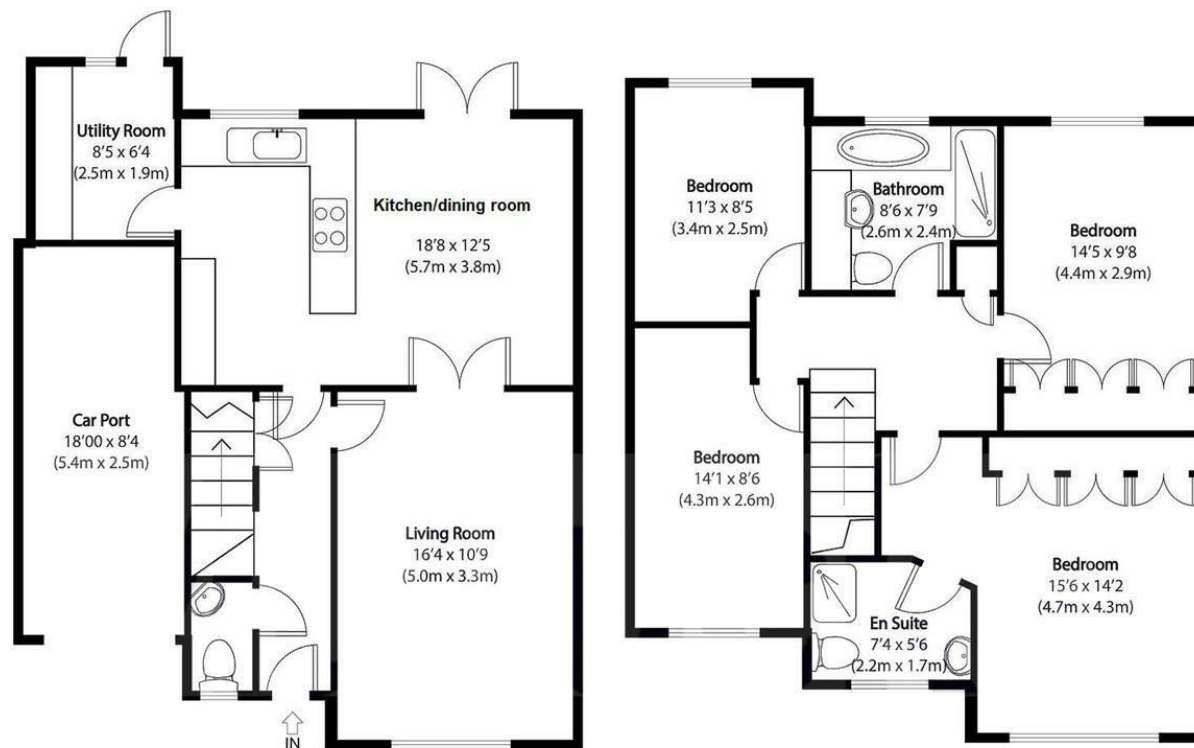 Utility Room
8'5 x 6'4
(2.5m x 1.9m)
Kitchen/dining room
18'8 x 12'5
(5.7m x 3.8m)
Car Port
18'00 x 8'4
(5.4m x 2.5m)
Living Room
16'4 x 10'9
(5.0m x 3.3m)
IN
Bedroom
11'3 x 8'5
(3.4m x 2.5m)
Bathroom
8'6 x 7'9
(2.6m x 2.4m)
Bedroom
14'5 x 9'8
(4.4m x 2.9m)
Bedroom
14'1 x 8'6
(4.3m x 2.6m)
Bedroom
15'6 x 14'2
(4.7m x 4.3m)
En Suite
7'4 x 5'6
(2.2m x 1.7m)